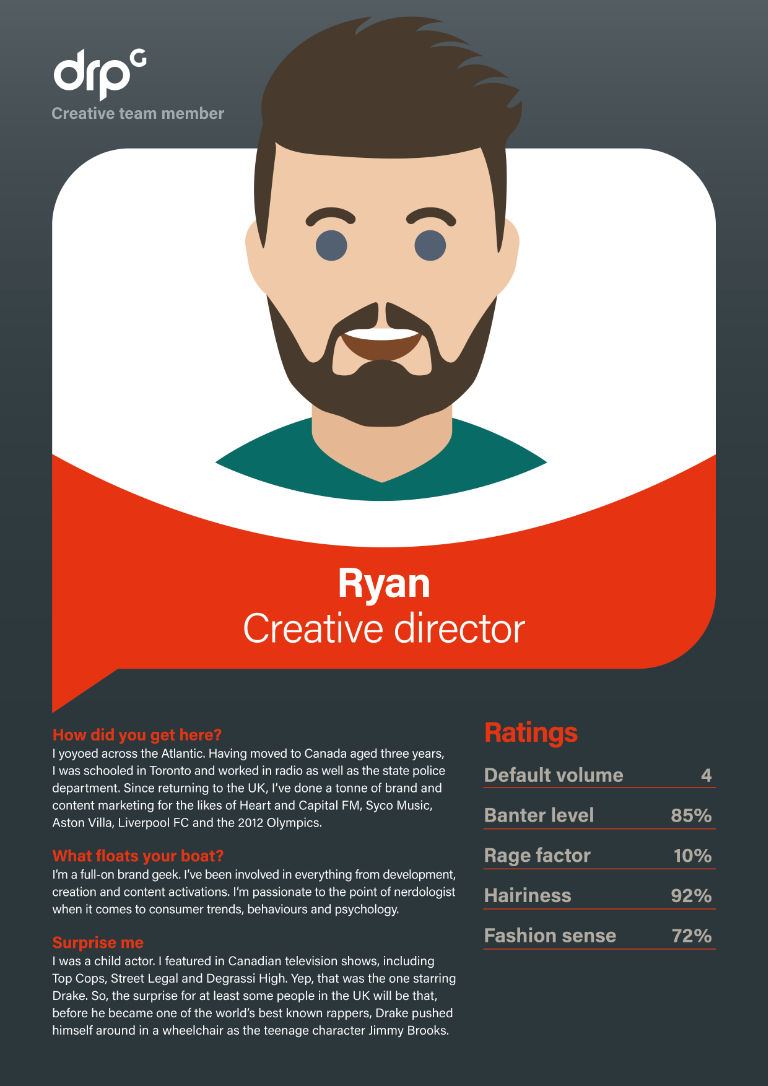 drpG
Creative team member
Ryan
Creative director
How did you get here?
I yoyoed across the Atlantic. Having moved to Canada aged three years,
I was schooled in Toronto and worked in radio as well as the state police
department. Since returning to the UK, I've done a tonne of brand and
content marketing for the likes of Heart and Capital FM, Syco Music,
Aston Villa, Liverpool FC and the 2012 Olympics.
What floats your boat?
I'm a full-on brand geek. I've been involved in everything from development,
creation and content activations. I'm passionate to the point of nerdologist
when it comes to consumer trends, behaviours and psychology.
Surprise me
I was a child actor. I featured in Canadian television shows, including
Top Cops, Street Legal and Degrassi High. Yep, that was the one starring
Drake. So, the surprise for at least some people in the UK will be that,
before he became one of the world's best known rappers, Drake pushed
himself around in a wheelchair as the teenage character Jimmy Brooks.
Ratings
Default volume 4
Banter level 85%
Rage factor 10%
Hairiness 92%
Fashion sense 72%